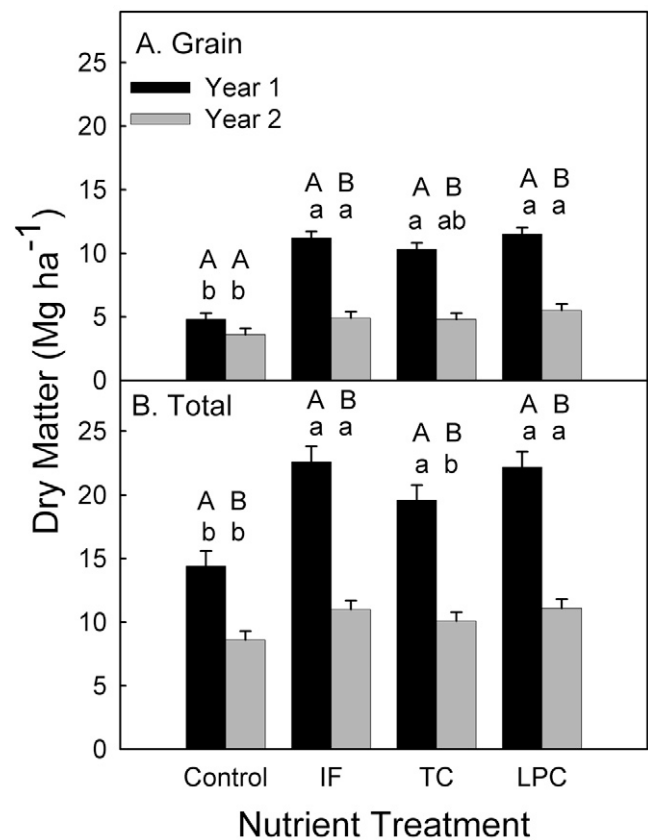 A. Grain
Year 1
Year 2
25
20
15
10
5
0
A B A B A B
a a a ab a a
A A
b b
B. Total
25
20
15
10
5
0
A B A B A B
a a a b a a
A B
b b
Control IF TC LPC
Nutrient Treatment
Dry Matter (Mg ha⁻¹)